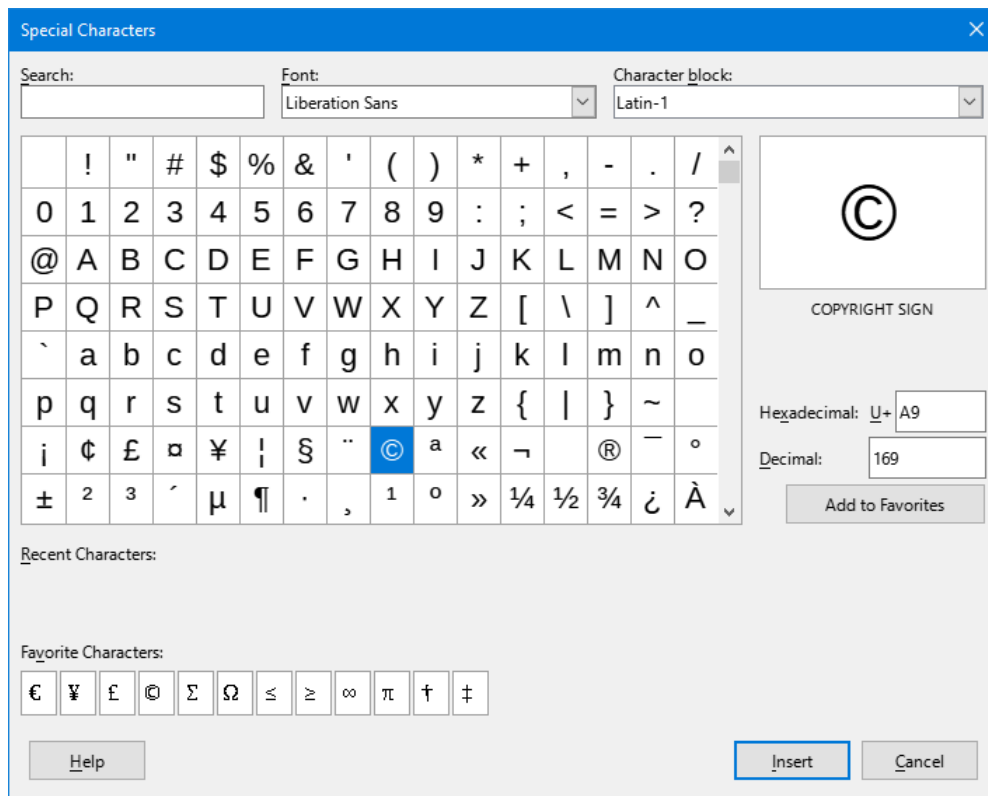 Special Characters
Search: Font: Character block:
Liberation Sans Latin-1
! " # $ % & ' ( ) * + , - . /
0 1 2 3 4 5 6 7 8 9 : ; < = > ?
@ A B C D E F G H I J K L M N O
P Q R S T U V W X Y Z [ \ ] ^ _
` a b c d e f g h i j k l m n o
p q r s t u v w x y z { | } ~
¡ ¢ £ ¤ ¥ ¦ § ¨ © ª « ¬ ® ¯ °
± ² ³ ´ µ ¶ · ¸ ¹ º » ¼ ½ ¾ ¿ À
©
COPYRIGHT SIGN
Hexadecimal: U+ A9
Decimal: 169
Add to Favorites
Recent Characters:
Favorite Characters:
€ ¥ £ © Σ Ω ≤ ≥ ∞ π † ‡
Help Insert Cancel